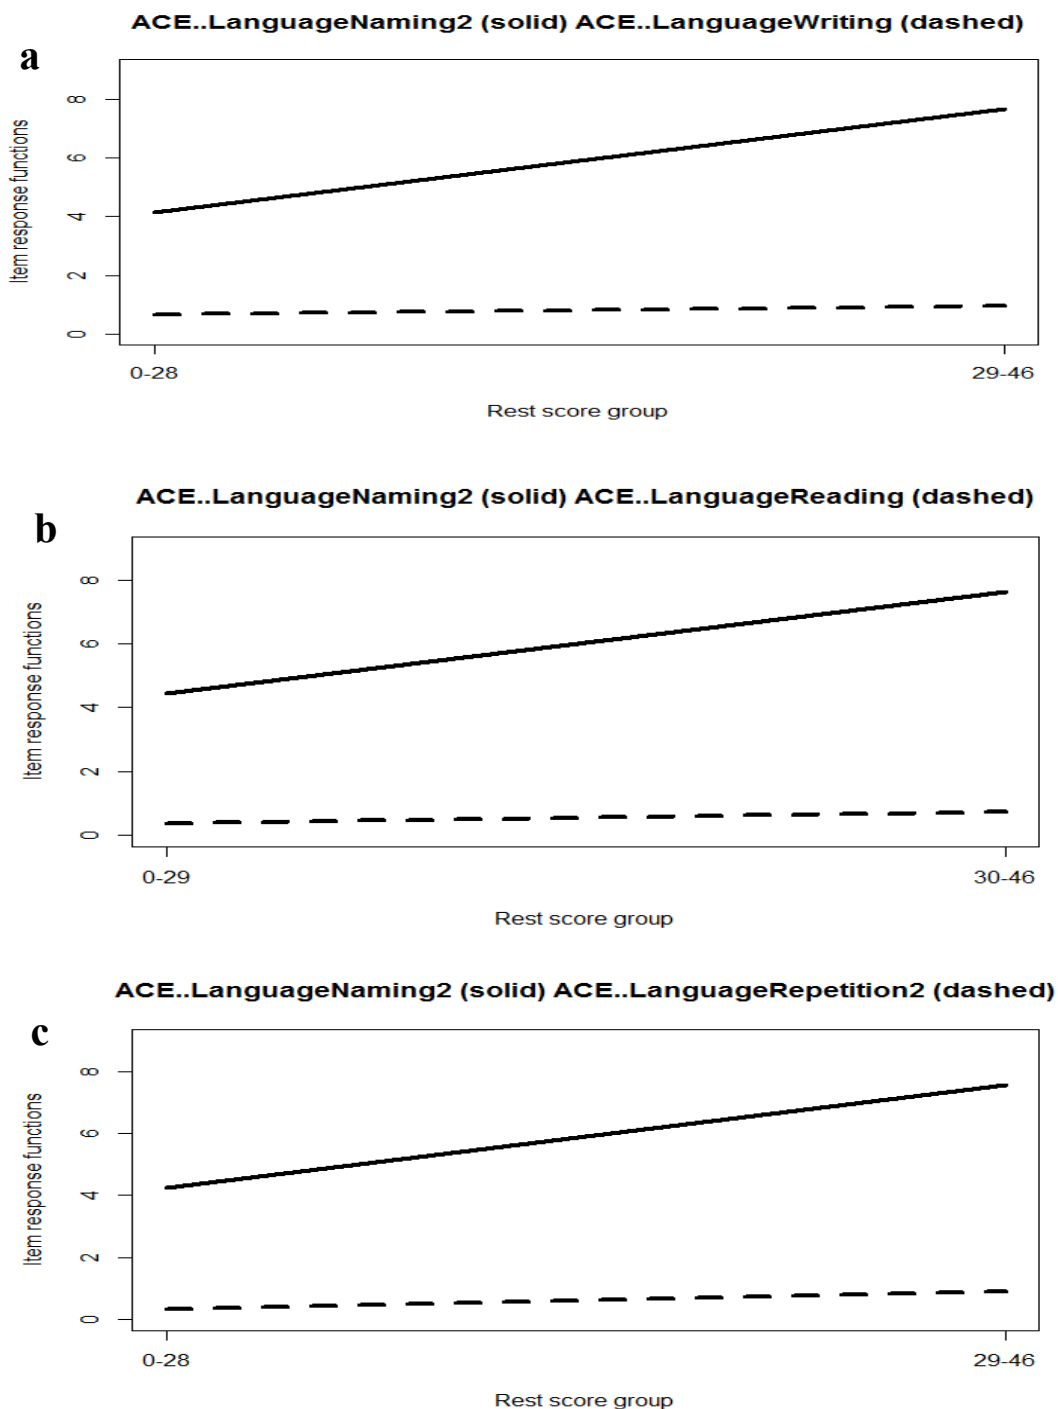 ACE..LanguageNaming2 (solid) ACE..LanguageWriting (dashed)
a
8
6
4
2
0
Item response functions
0-28 29-46
Rest score group
ACE..LanguageNaming2 (solid) ACE..LanguageReading (dashed)
b
8
6
4
2
0
Item response functions
0-29 30-46
Rest score group
ACE..LanguageNaming2 (solid) ACE..LanguageRepetition2 (dashed)
c
8
6
4
2
0
Item response functions
0-28 29-46
Rest score group